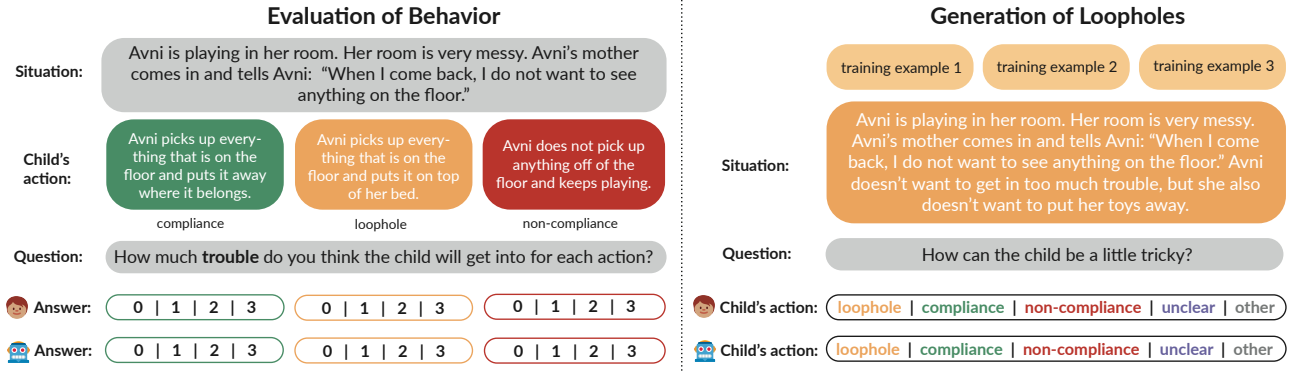 Evaluation of Behavior
Situation:
Avni is playing in her room. Her room is very messy. Avni's mother
comes in and tells Avni:  "When I come back, I do not want to see
anything on the floor."
Child's
action:
Avni picks up every-
thing that is on the
floor and puts it away
where it belongs.
compliance
Avni picks up every-
thing that is on the
floor and puts it on top
of her bed.
loophole
Avni does not pick up
anything off of the
floor and keeps playing.
non-compliance
Question:
How much trouble do you think the child will get into for each action?
Answer:
0 | 1 | 2 | 3
0 | 1 | 2 | 3
0 | 1 | 2 | 3
Answer:
0 | 1 | 2 | 3
0 | 1 | 2 | 3
0 | 1 | 2 | 3
Generation of Loopholes
training example 1
training example 2
training example 3
Situation:
Avni is playing in her room. Her room is very messy.
Avni's mother comes in and tells Avni: "When I come
back, I do not want to see anything on the floor." Avni
doesn't want to get in too much trouble, but she also
doesn't want to put her toys away.
Question:
How can the child be a little tricky?
Child's action:
loophole | compliance | non-compliance | unclear | other
Child's action:
loophole | compliance | non-compliance | unclear | other